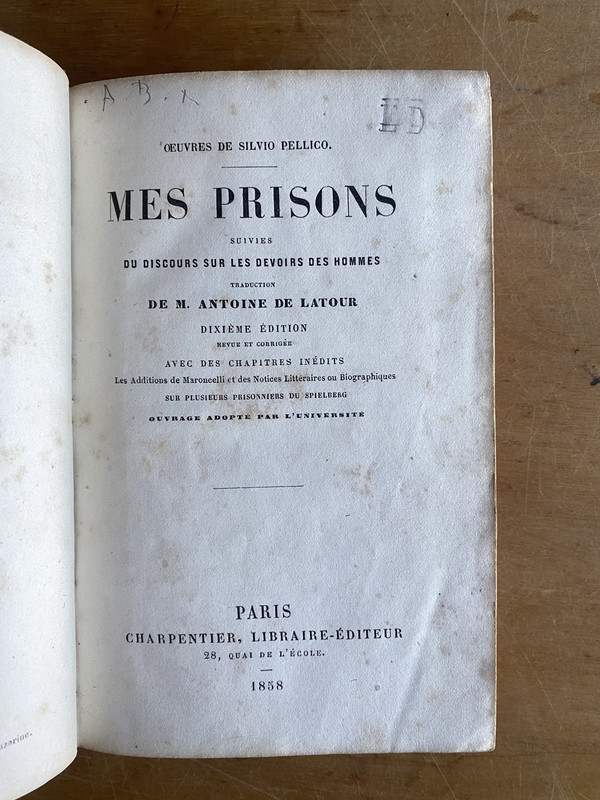 A. B. x
ŒUVRES DE SILVIO PELLICO.
MES PRISONS
SUIVIES
DU DISCOURS SUR LES DEVOIRS DES HOMMES
TRADUCTION
DE M. ANTOINE DE LATOUR
DIXIÈME ÉDITION
REVUE ET CORRIGÉE
AVEC DES CHAPITRES INÉDITS
Les Additions de Maroncelli et des Notices Littéraires ou Biographiques
SUR PLUSIEURS PRISONNIERS DU SPIELBERG
OUVRAGE ADOPTÉ PAR L'UNIVERSITÉ
PARIS
CHARPENTIER, LIBRAIRE-ÉDITEUR
28, QUAI DE L'ÉCOLE.
1858